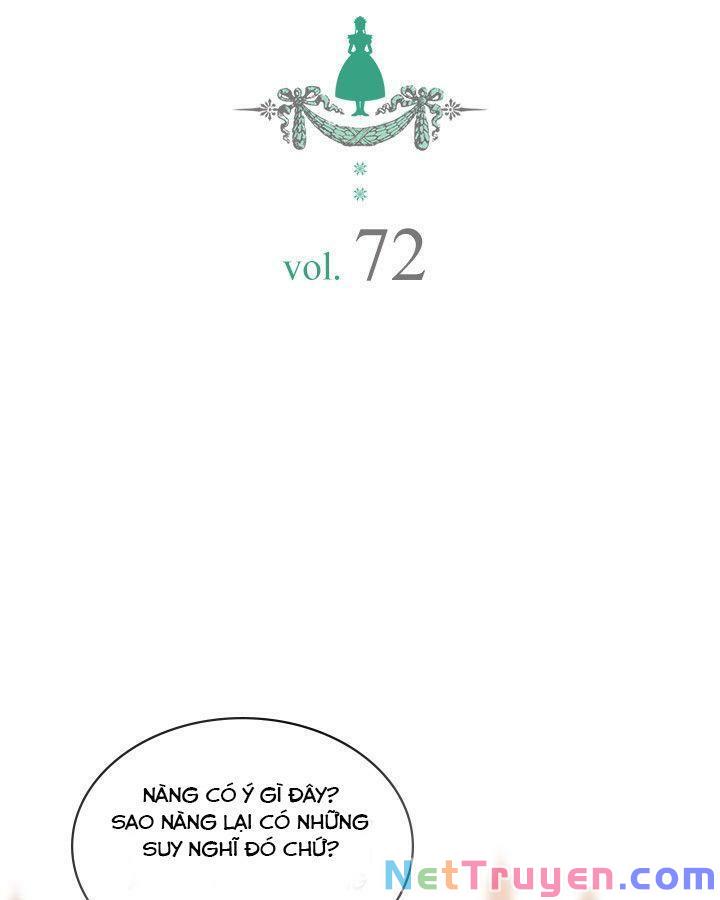 vol. 72
NÀNG CÓ Ý GÌ ĐÂY?
SAO NÀNG LẠI CÓ NHỮNG
SUY NGHĨ ĐÓ CHỨ?
NetTruyen.com